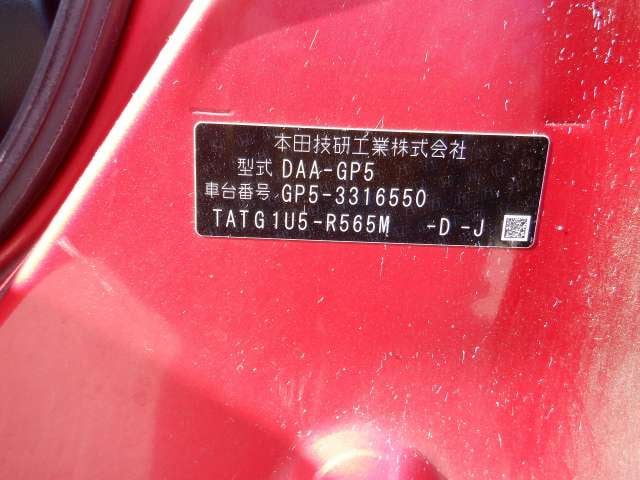 本田技研工業株式会社
型式 DAA-GP5
車台番号 GP5-3316550
TATG1U5-R565M -D -J